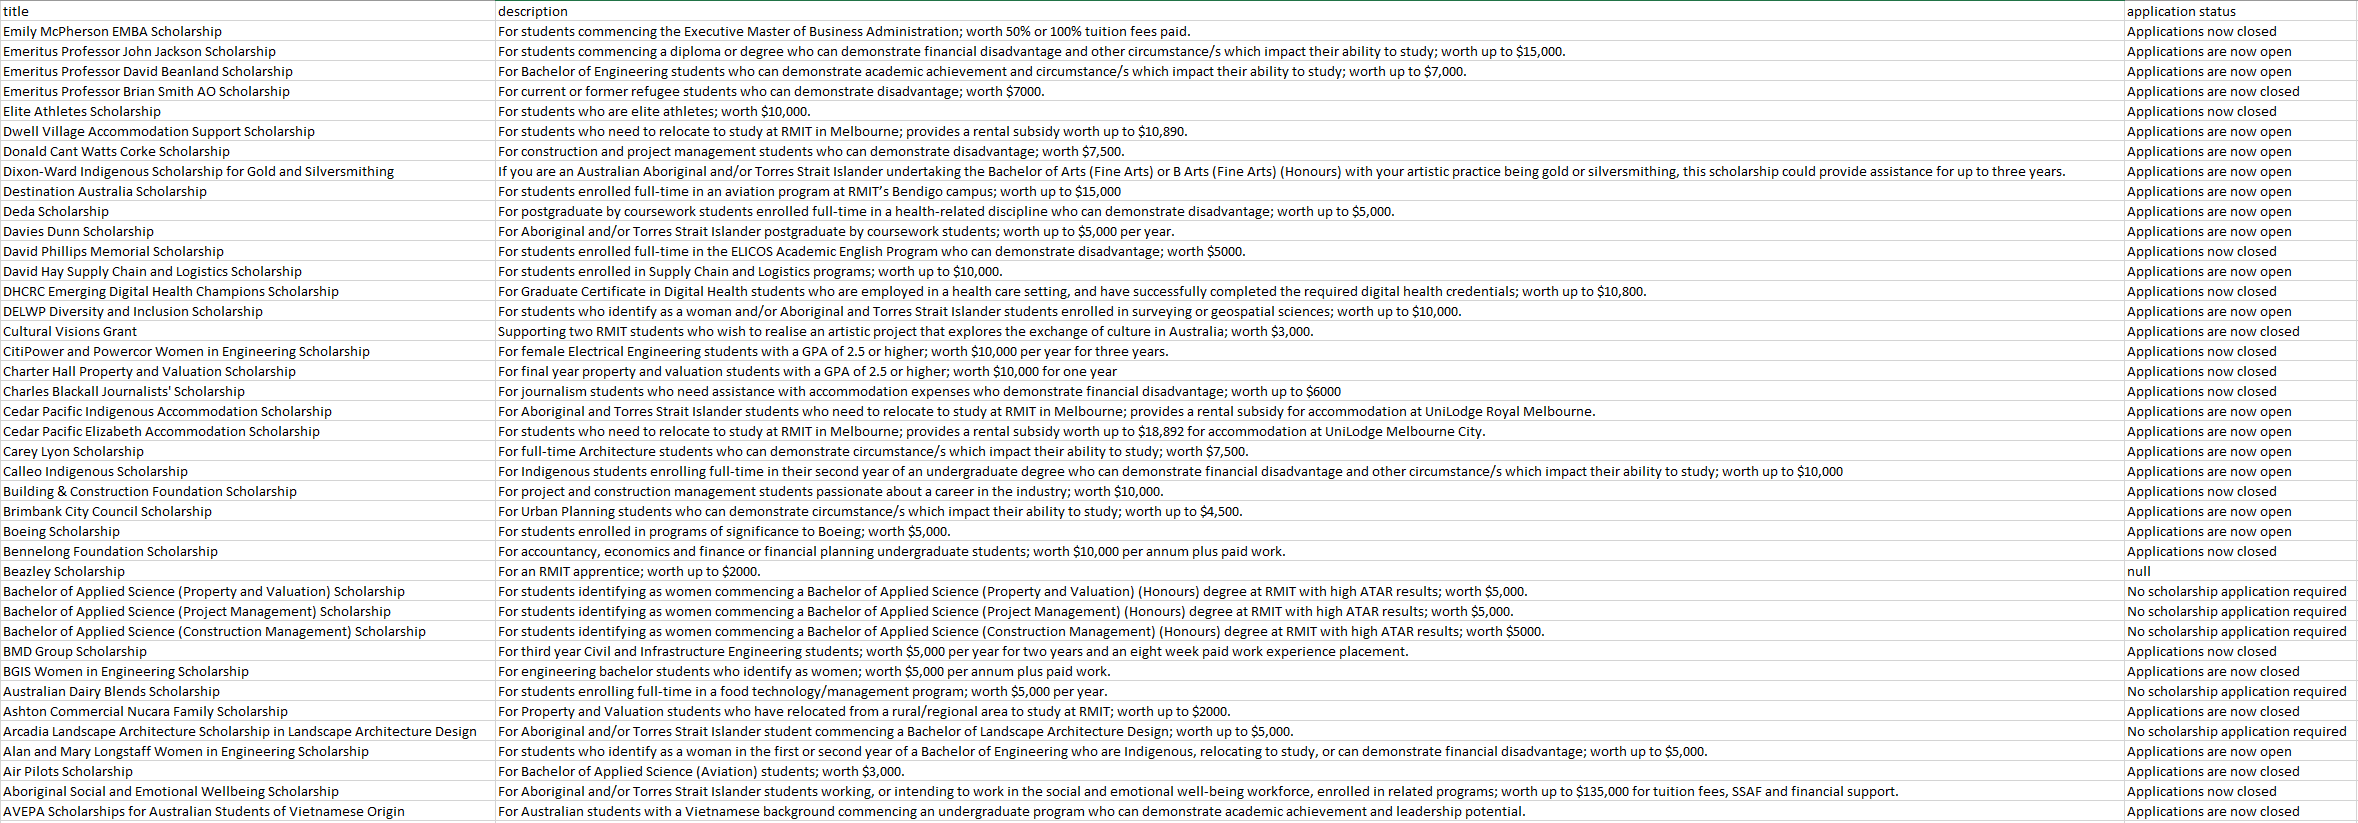 title description application status
Emily McPherson EMBA Scholarship For students commencing the Executive Master of Business Administration; worth 50% or 100% tuition fees paid. Applications now closed
Emeritus Professor John Jackson Scholarship For students commencing a diploma or degree who can demonstrate financial disadvantage and other circumstance/s which impact their ability to study; worth up to $15,000. Applications are now open
Emeritus Professor David Beanland Scholarship For Bachelor of Engineering students who can demonstrate academic achievement and circumstance/s which impact their ability to study; worth up to $7,000. Applications are now open
Emeritus Professor Brian Smith AO Scholarship For current or former refugee students who can demonstrate disadvantage; worth $7000. Applications are now closed
Elite Athletes Scholarship For students who are elite athletes; worth $10,000. Applications now closed
Dwell Village Accommodation Support Scholarship For students who need to relocate to study at RMIT in Melbourne; provides a rental subsidy worth up to $10,890. Applications are now open
Donald Cant Watts Corke Scholarship For construction and project management students who can demonstrate disadvantage; worth $7,500. Applications are now open
Dixon-Ward Indigenous Scholarship for Gold and Silversmithing If you are an Australian Aboriginal and/or Torres Strait Islander undertaking the Bachelor of Arts (Fine Arts) or B Arts (Fine Arts) (Honours) with your artistic practice being gold or silversmithing, this scholarship could provide assistance for up to three years. Applications are now open
Destination Australia Scholarship For students enrolled full-time in an aviation program at RMIT’s Bendigo campus; worth up to $15,000 Applications are now open
Deda Scholarship For postgraduate by coursework students enrolled full-time in a health-related discipline who can demonstrate disadvantage; worth up to $5,000. Applications are now open
Davies Dunn Scholarship For Aboriginal and/or Torres Strait Islander postgraduate by coursework students; worth up to $5,000 per year. Applications are now open
David Phillips Memorial Scholarship For students enrolled full-time in the ELICOS Academic English Program who can demonstrate disadvantage; worth $5000. Applications now closed
David Hay Supply Chain and Logistics Scholarship For students enrolled in Supply Chain and Logistics programs; worth up to $10,000. Applications are now open
DHCRC Emerging Digital Health Champions Scholarship For Graduate Certificate in Digital Health students who are employed in a health care setting, and have successfully completed the required digital health credentials; worth up to $10,800. Applications now closed
DELWP Diversity and Inclusion Scholarship For students who identify as a woman and/or Aboriginal and Torres Strait Islander students enrolled in surveying or geospatial sciences; worth up to $10,000. Applications are now open
Cultural Visions Grant Supporting two RMIT students who wish to realise an artistic project that explores the exchange of culture in Australia; worth $3,000. Applications are now closed
CitiPower and Powercor Women in Engineering Scholarship For female Electrical Engineering students with a GPA of 2.5 or higher; worth $10,000 per year for three years. Applications now closed
Charter Hall Property and Valuation Scholarship For final year property and valuation students with a GPA of 2.5 or higher; worth $10,000 for one year Applications now closed
Charles Blackall Journalists' Scholarship For journalism students who need assistance with accommodation expenses who demonstrate financial disadvantage; worth up to $6000 Applications now closed
Cedar Pacific Indigenous Accommodation Scholarship For Aboriginal and Torres Strait Islander students who need to relocate to study at RMIT in Melbourne; provides a rental subsidy for accommodation at UniLodge Royal Melbourne. Applications are now open
Cedar Pacific Elizabeth Accommodation Scholarship For students who need to relocate to study at RMIT in Melbourne; provides a rental subsidy worth up to $18,892 for accommodation at UniLodge Melbourne City. Applications are now open
Carey Lyon Scholarship For full-time Architecture students who can demonstrate circumstance/s which impact their ability to study; worth $7,500. Applications are now open
Calleo Indigenous Scholarship For Indigenous students enrolling full-time in their second year of an undergraduate degree who can demonstrate financial disadvantage and other circumstance/s which impact their ability to study; worth up to $10,000 Applications are now open
Building & Construction Foundation Scholarship For project and construction management students passionate about a career in the industry; worth $10,000. Applications now closed
Brimbank City Council Scholarship For Urban Planning students who can demonstrate circumstance/s which impact their ability to study; worth up to $4,500. Applications are now open
Boeing Scholarship For students enrolled in programs of significance to Boeing; worth $5,000. Applications are now open
Bennelong Foundation Scholarship For accountancy, economics and finance or financial planning undergraduate students; worth $10,000 per annum plus paid work. Applications now closed
Beazley Scholarship For an RMIT apprentice; worth up to $2000. null
Bachelor of Applied Science (Property and Valuation) Scholarship For students identifying as women commencing a Bachelor of Applied Science (Property and Valuation) (Honours) degree at RMIT with high ATAR results; worth $5,000. No scholarship application required
Bachelor of Applied Science (Project Management) Scholarship For students identifying as women commencing a Bachelor of Applied Science (Project Management) (Honours) degree at RMIT with high ATAR results; worth $5,000. No scholarship application required
Bachelor of Applied Science (Construction Management) Scholarship For students identifying as women commencing a Bachelor of Applied Science (Construction Management) (Honours) degree at RMIT with high ATAR results; worth $5000. No scholarship application required
BMD Group Scholarship For third year Civil and Infrastructure Engineering students; worth $5,000 per year for two years and an eight week paid work experience placement. Applications now closed
BGIS Women in Engineering Scholarship For engineering bachelor students who identify as women; worth $5,000 per annum plus paid work. Applications are now closed
Australian Dairy Blends Scholarship For students enrolling full-time in a food technology/management program; worth $5,000 per year. No scholarship application required
Ashton Commercial Nucara Family Scholarship For Property and Valuation students who have relocated from a rural/regional area to study at RMIT; worth up to $2000. Applications are now closed
Arcadia Landscape Architecture Scholarship in Landscape Architecture Design For Aboriginal and/or Torres Strait Islander student commencing a Bachelor of Landscape Architecture Design; worth up to $5,000. No scholarship application required
Alan and Mary Longstaff Women in Engineering Scholarship For students who identify as a woman in the first or second year of a Bachelor of Engineering who are Indigenous, relocating to study, or can demonstrate financial disadvantage; worth up to $5,000. Applications are now open
Air Pilots Scholarship For Bachelor of Applied Science (Aviation) students; worth $3,000. Applications are now closed
Aboriginal Social and Emotional Wellbeing Scholarship For Aboriginal and/or Torres Strait Islander students working, or intending to work in the social and emotional well-being workforce, enrolled in related programs; worth up to $135,000 for tuition fees, SSAF and financial support. Applications now closed
AVEPA Scholarships for Australian Students of Vietnamese Origin For Australian students with a Vietnamese background commencing an undergraduate program who can demonstrate academic achievement and leadership potential. Applications are now closed